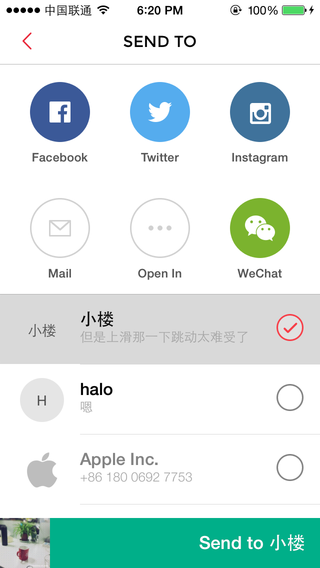 中国联通
6:20 PM
100%
SEND TO
Facebook
Twitter
Instagram
Mail
Open In
WeChat
小楼
小楼
但是上滑那一下跳动太难受了
H
halo
嗯
Apple Inc.
+86 180 0692 7753
Send to 小楼